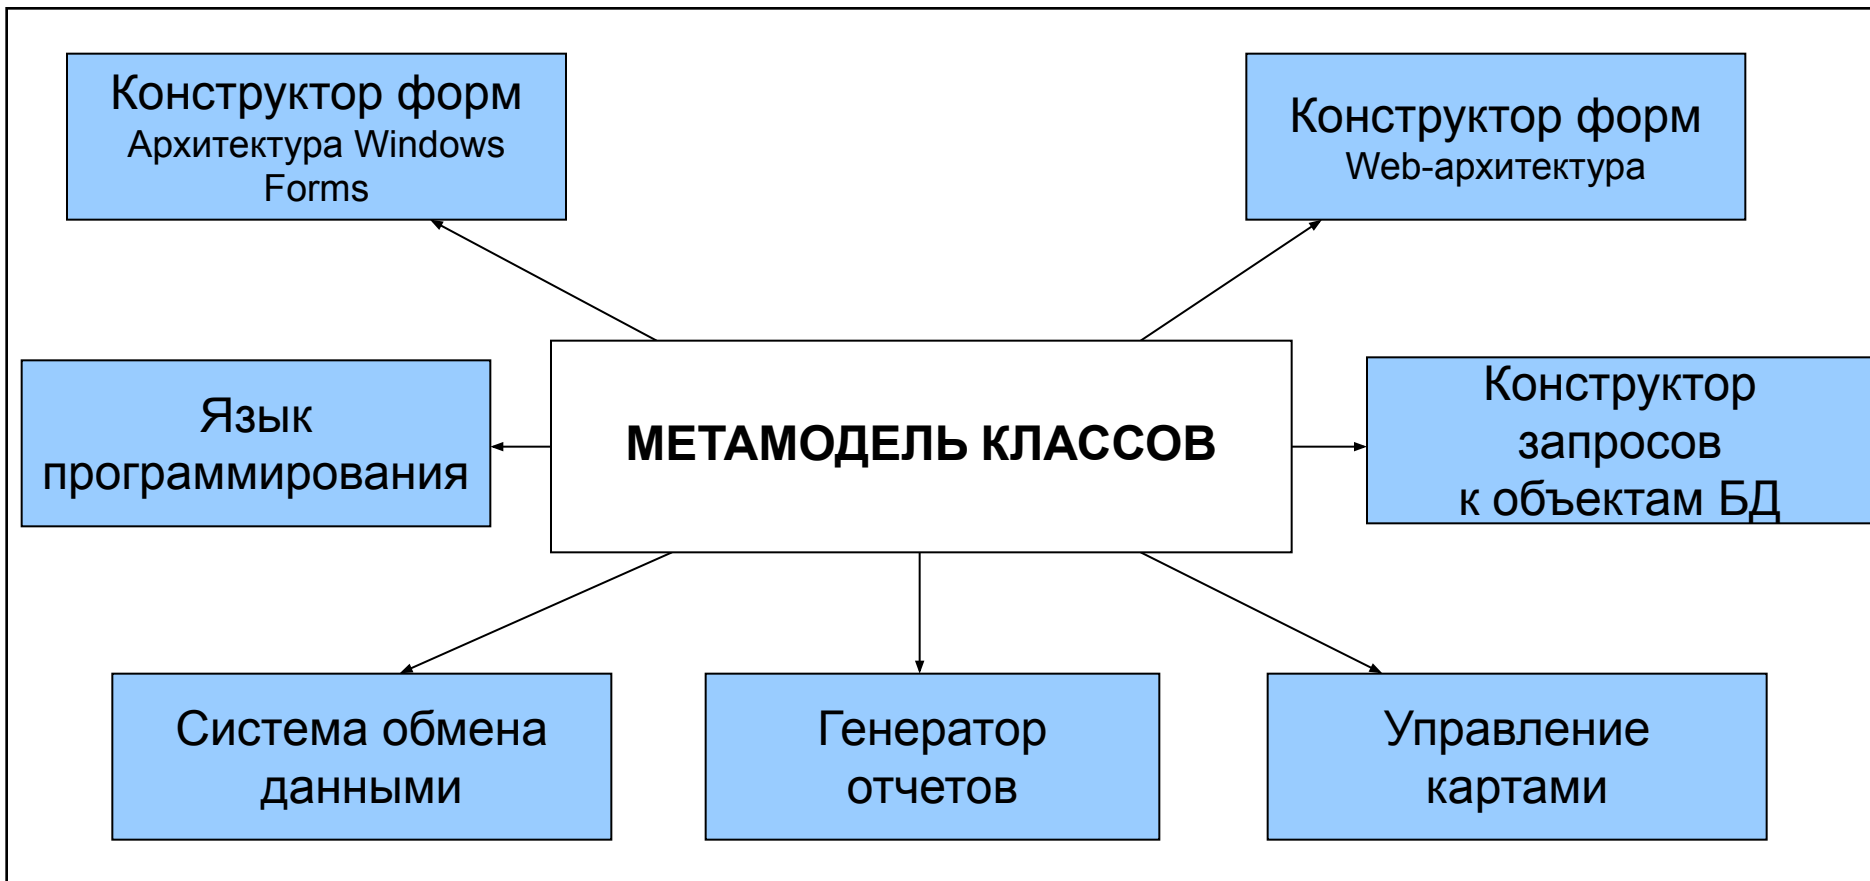 Конструктор форм
Архитектура Windows
Forms
Конструктор форм
Web-архитектура
Язык
программирования
МЕТАМОДЕЛЬ КЛАССОВ
Конструктор
запросов
к объектам БД
Система обмена
данными
Генератор
отчетов
Управление
картами